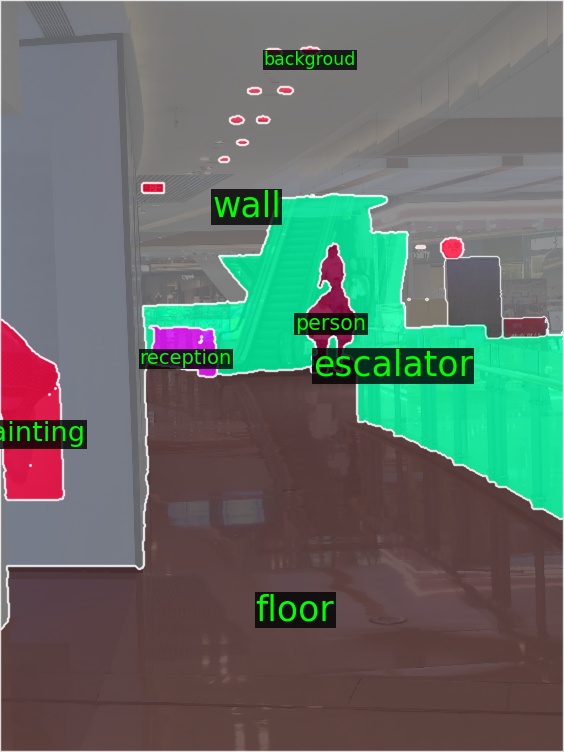 backgroud
wall
person
reception
escalator
ainting
floor